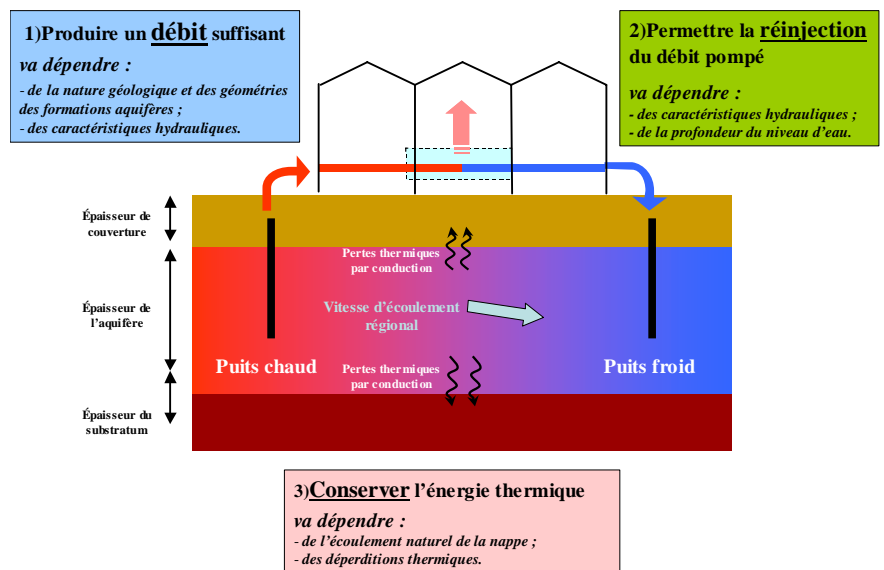 1)Produire un débit suffisant
va dépendre :
- de la nature géologique et des géométries
des formations aquifères ;
- des caractéristiques hydrauliques.
2)Permettre la réinjection
du débit pompé
va dépendre :
- des caractéristiques hydrauliques ;
- de la profondeur du niveau d'eau.
Épaisseur de
couverture
Épaisseur de
l'aquifère
Épaisseur du
substratum
Pertes thermiques
par conduction
Vitesse d'écoulement
régional
Puits chaud
Pertes thermiques
par conduction
Puits froid
3)Conserver l'énergie thermique
va dépendre :
- de l'écoulement naturel de la nappe ;
- des déperditions thermiques.